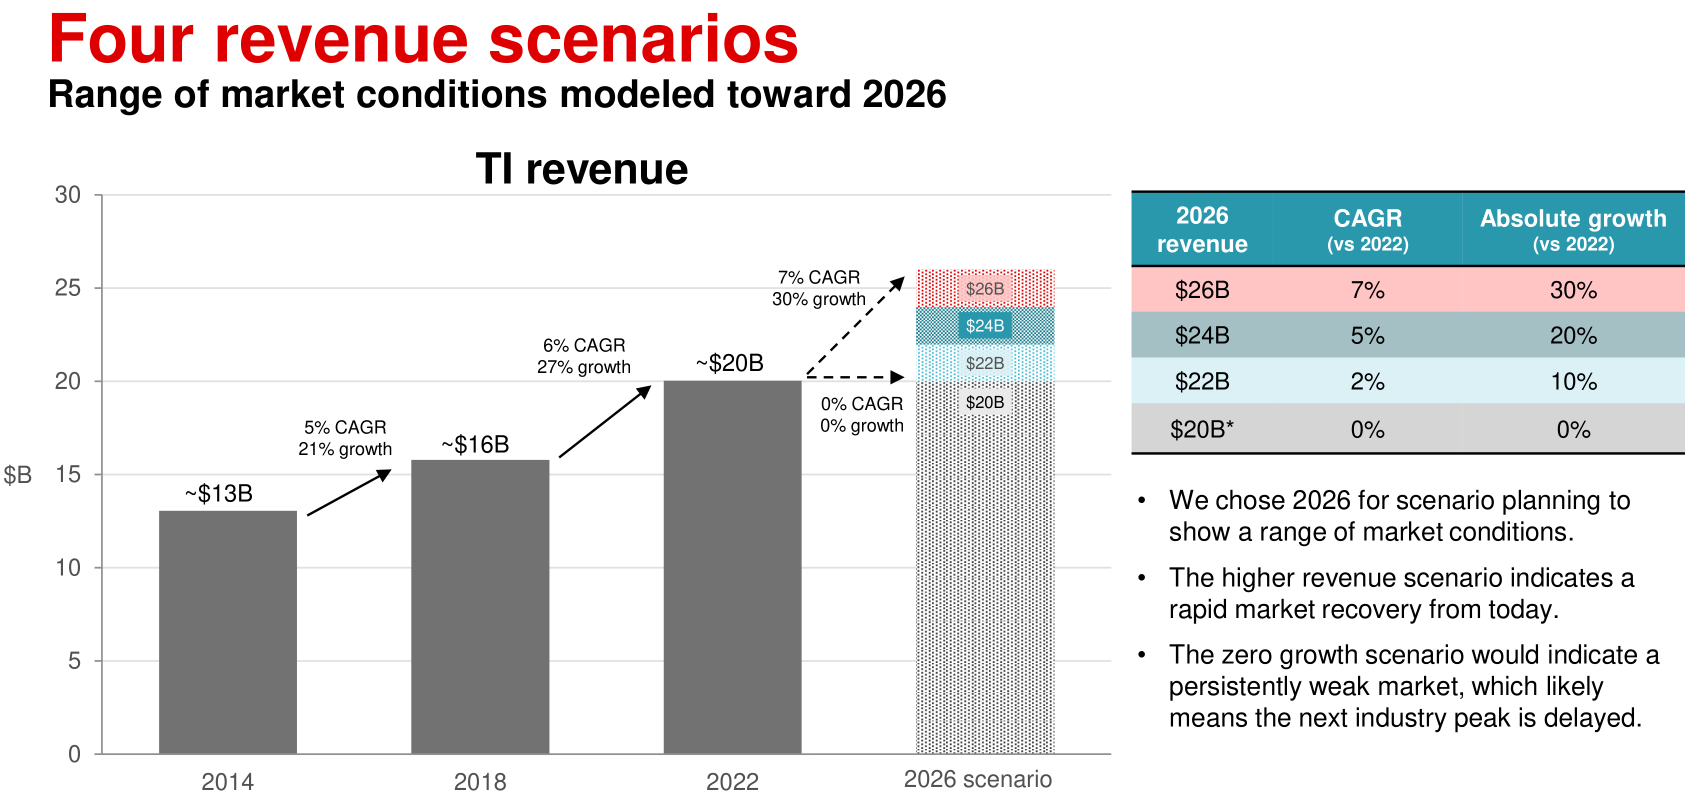 Four revenue scenarios
Range of market conditions modeled toward 2026
TI revenue
30
25
20
15
10
5
0
$B
~$13B
5% CAGR
21% growth
~$16B
6% CAGR
27% growth
~$20B
7% CAGR
30% growth
0% CAGR
0% growth
$26B
$24B
$22B
$20B
2014
2018
2022
2026 scenario
2026 revenue CAGR (vs 2022) Absolute growth (vs 2022)
$26B 7% 30%
$24B 5% 20%
$22B 2% 10%
$20B* 0% 0%
• We chose 2026 for scenario planning to
show a range of market conditions.
• The higher revenue scenario indicates a
rapid market recovery from today.
• The zero growth scenario would indicate a
persistently weak market, which likely
means the next industry peak is delayed.